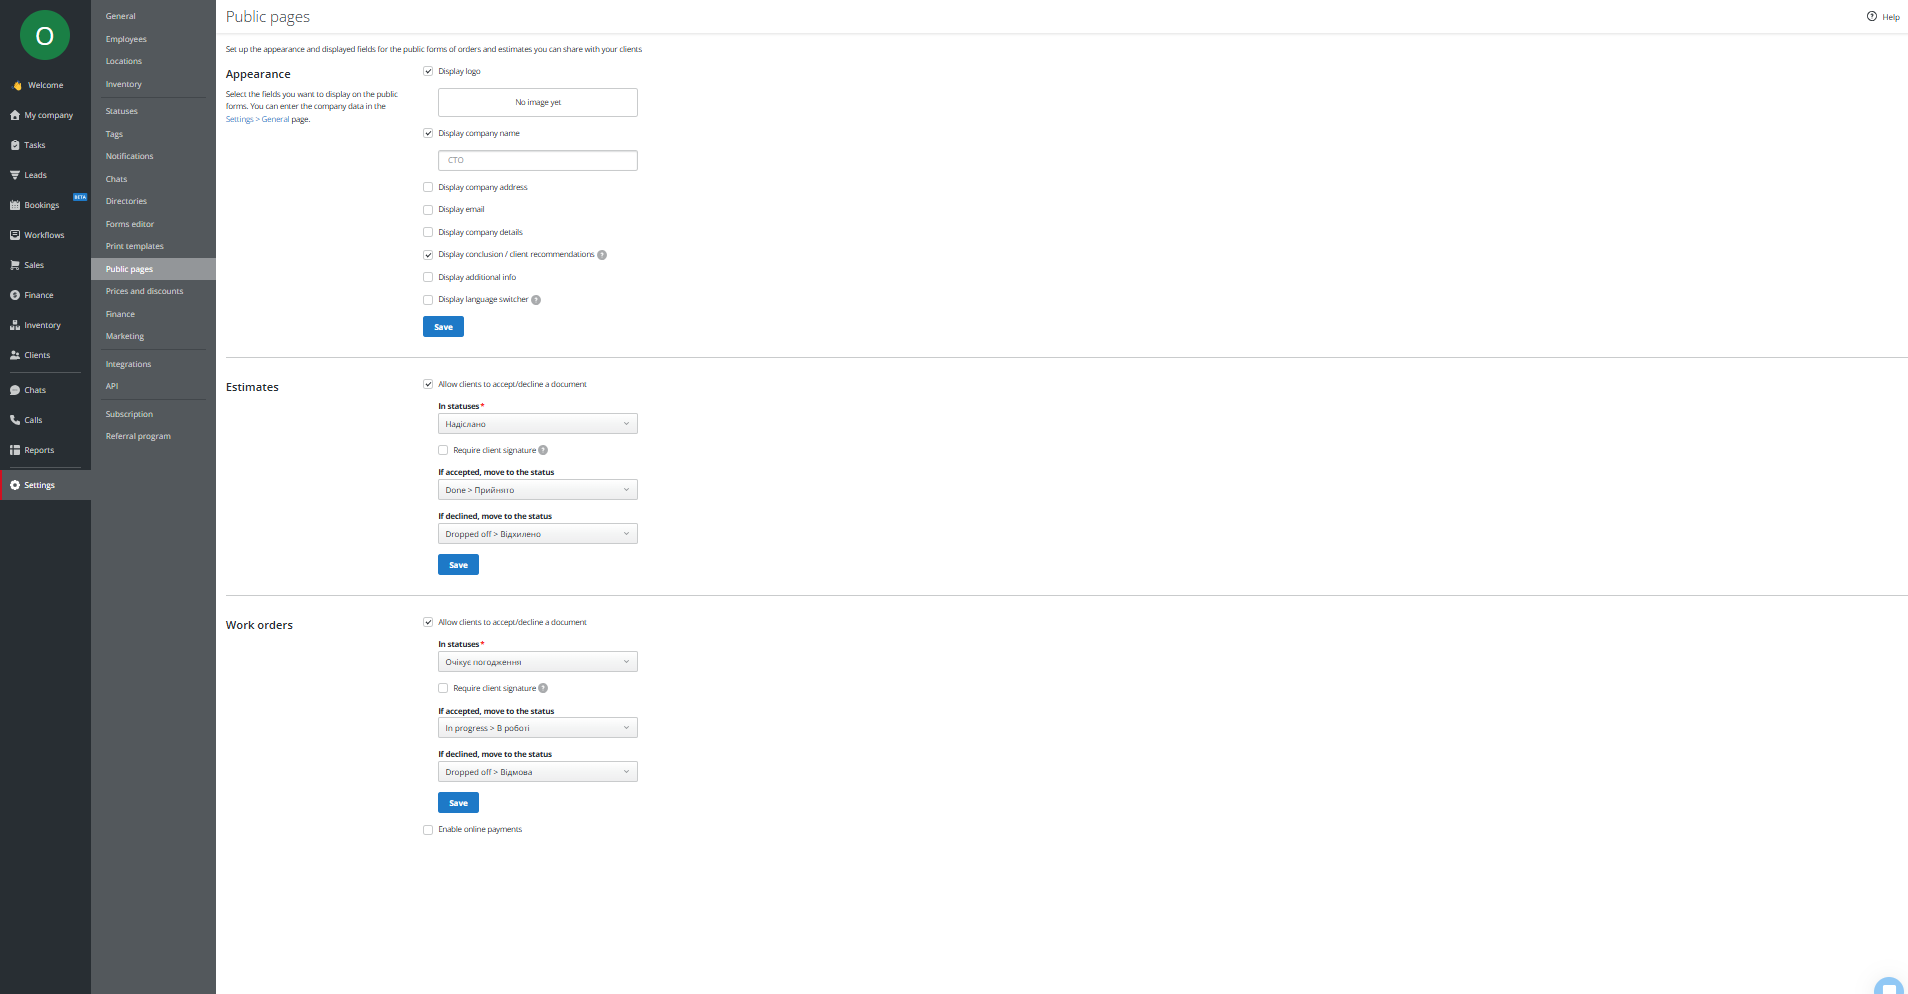 O
Welcome
My company
Tasks
Leads
Bookings
BETA
Workflows
Sales
Finance
Inventory
Clients
Chats
Calls
Reports
Settings
General
Employees
Locations
Inventory
Statuses
Tags
Notifications
Chats
Directories
Forms editor
Print templates
Public pages
Prices and discounts
Finance
Marketing
Integrations
API
Subscription
Referral program
Public pages
? Help
Set up the appearance and displayed fields for the public forms of orders and estimates you can share with your clients
Appearance
Select the fields you want to display on the public
forms. You can enter the company data in the
Settings > General page.
Display logo
No image yet
Display company name
СТО
Display company address
Display email
Display company details
Display conclusion / client recommendations ?
Display additional info
Display language switcher ?
Save
Estimates
Allow clients to accept/decline a document
In statuses*
Надіслано
Require client signature ?
If accepted, move to the status
Done > Прийнято
If declined, move to the status
Dropped off > Відхилено
Save
Work orders
Allow clients to accept/decline a document
In statuses*
Очікує погодження
Require client signature ?
If accepted, move to the status
In progress > В роботі
If declined, move to the status
Dropped off > Відмова
Save
Enable online payments